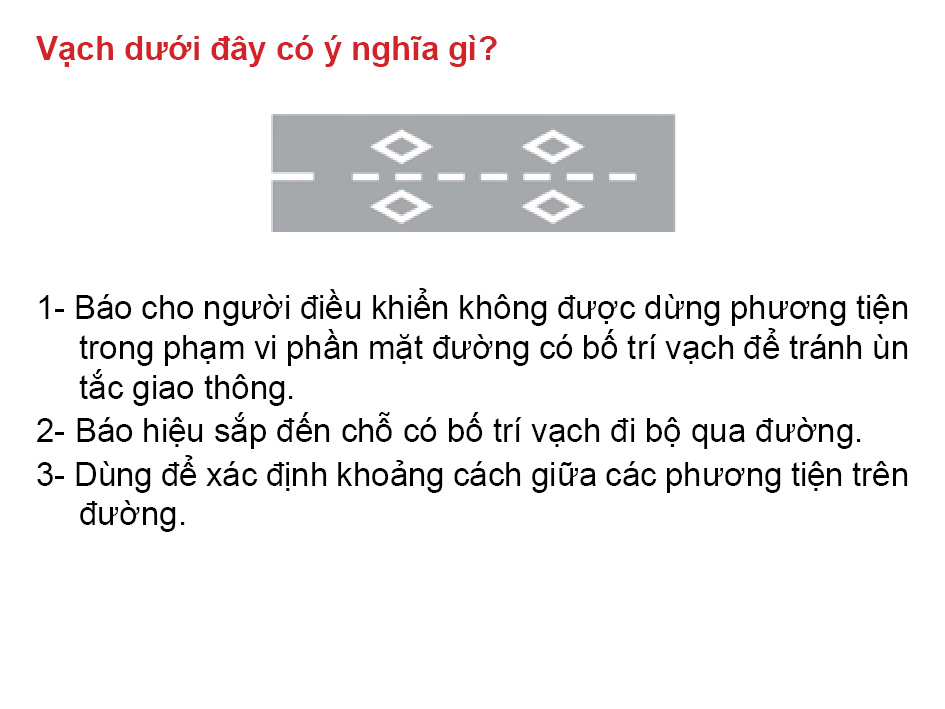 Vạch dưới đây có ý nghĩa gì?
1- Báo cho người điều khiển không được dừng phương tiện
trong phạm vi phần mặt đường có bố trí vạch để tránh ùn
tắc giao thông.
2- Báo hiệu sắp đến chỗ có bố trí vạch đi bộ qua đường.
3- Dùng để xác định khoảng cách giữa các phương tiện trên
đường.